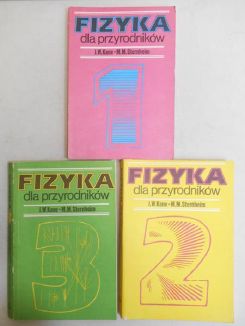 FIZYKA
dla przyrodników
J.W. Kane • M.M. Sternheim
1
FIZYKA
dla przyrodników
J.W. Kane • M.M. Sternheim
3
FIZYKA
dla przyrodników
J.W. Kane • M.M. Sternheim
2